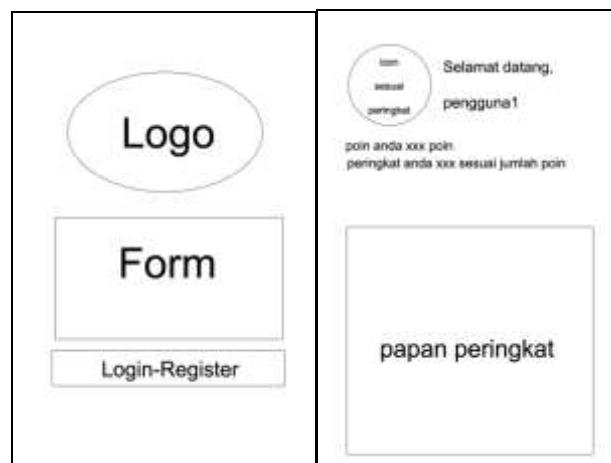 Logo
Form
Login-Register
icon
sesuai
peringkat
Selamat datang,
pengguna1
poin anda xxx poin
peringkat anda xxx sesuai jumlah poin
papan peringkat